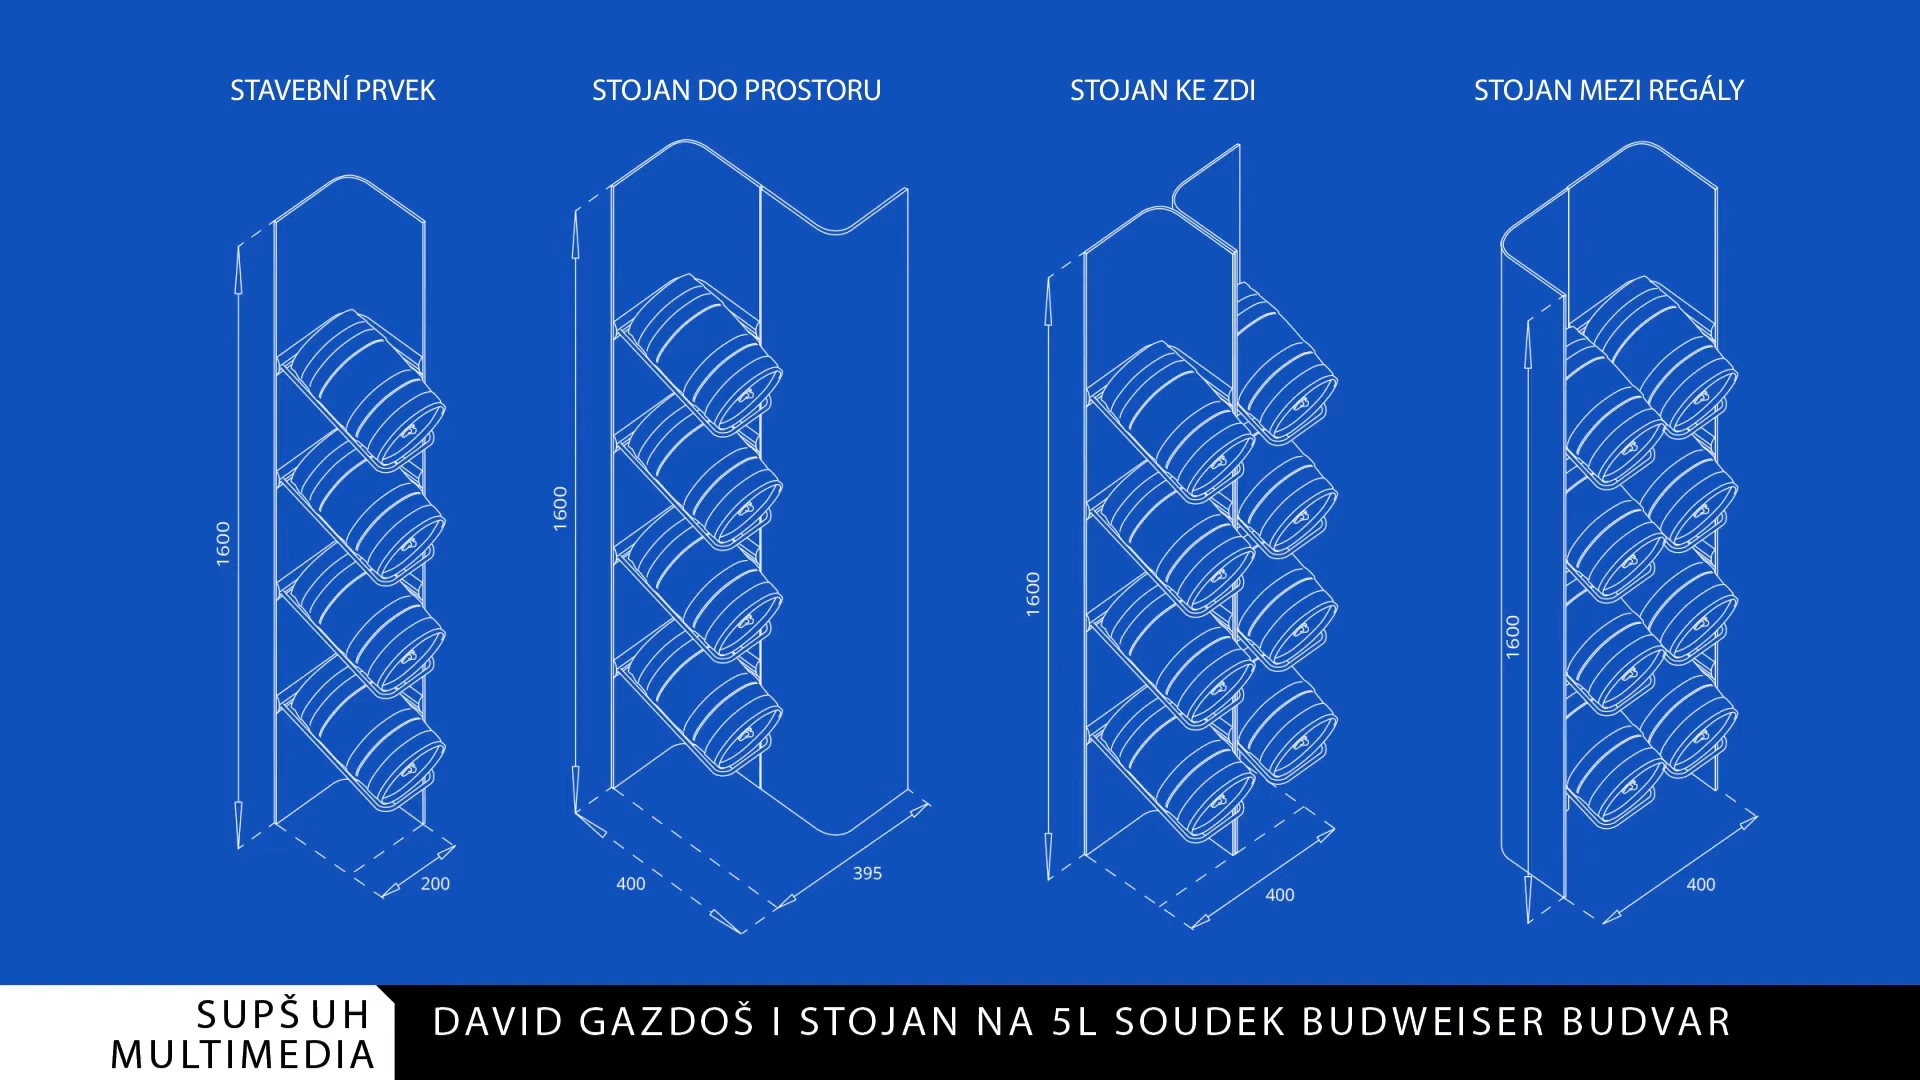 STAVEBNÍ PRVEK
STOJAN DO PROSTORU
STOJAN KE ZDI
STOJAN MEZI REGÁLY
1600
200
1600
400
395
1600
400
1600
400
SUPŠ UH
MULTIMEDIA
DAVID GAZDOŠ I STOJAN NA 5L SOUDEK BUDWEISER BUDVAR